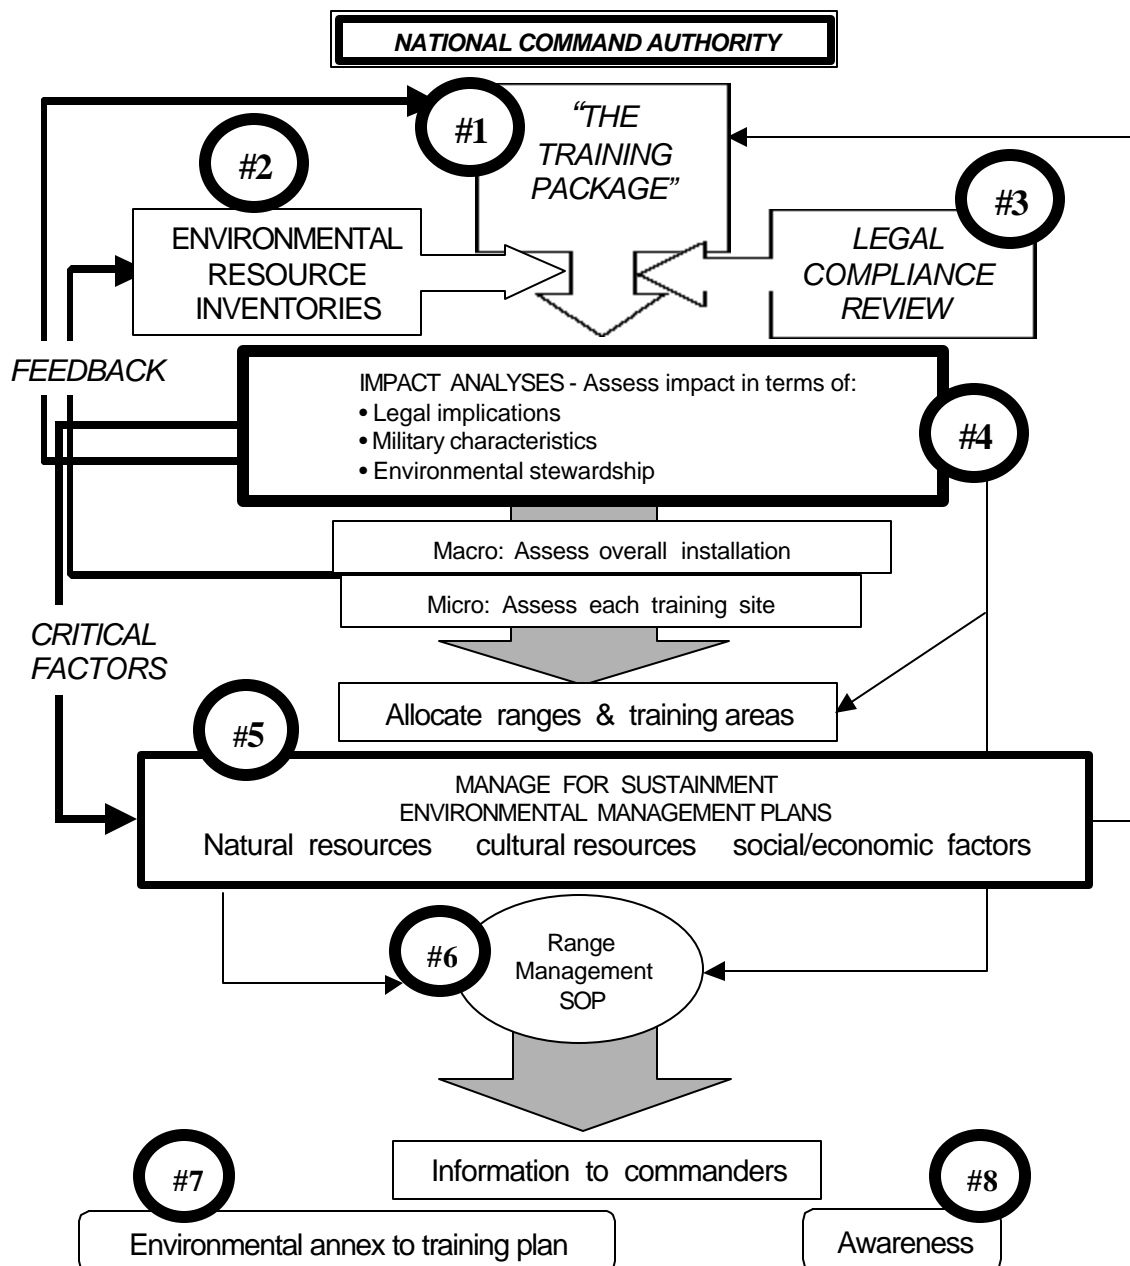 NATIONAL COMMAND AUTHORITY
#1
"THE
TRAINING
PACKAGE"
#2
ENVIRONMENTAL
RESOURCE
INVENTORIES
#3
LEGAL
COMPLIANCE
REVIEW
FEEDBACK
IMPACT ANALYSES - Assess impact in terms of:
• Legal implications
• Military characteristics
• Environmental stewardship
#4
Macro: Assess overall installation
Micro: Assess each training site
CRITICAL
FACTORS
Allocate ranges & training areas
#5
MANAGE FOR SUSTAINMENT
ENVIRONMENTAL MANAGEMENT PLANS
Natural resources cultural resources social/economic factors
#6
Range
Management
SOP
Information to commanders
#7
Environmental annex to training plan
#8
Awareness